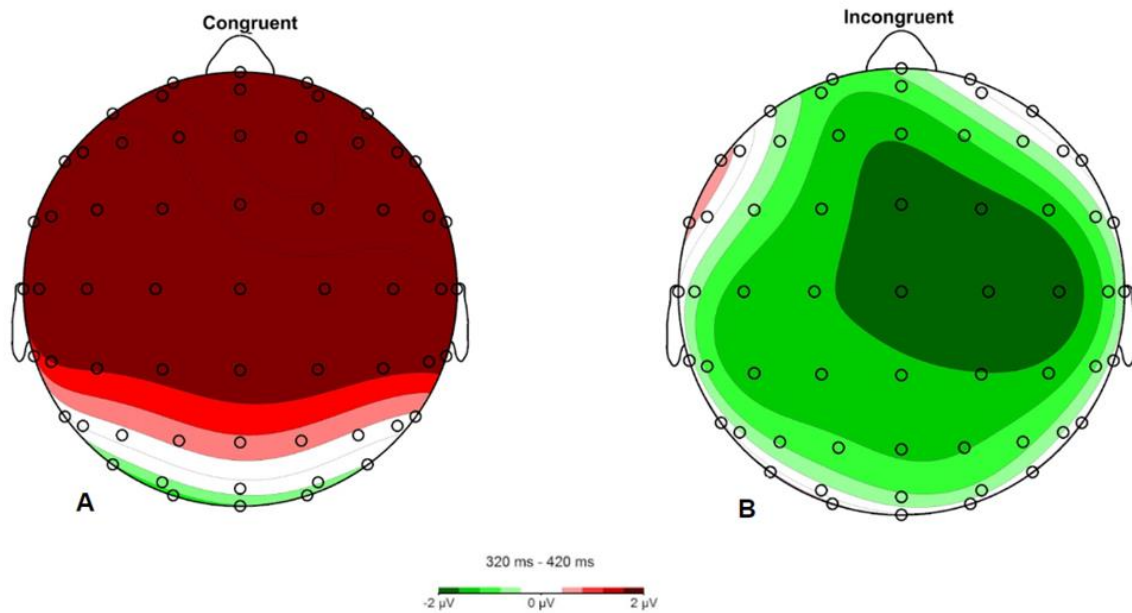 Congruent
Incongruent
A
B
320 ms - 420 ms
-2 µV 0 µV 2 µV